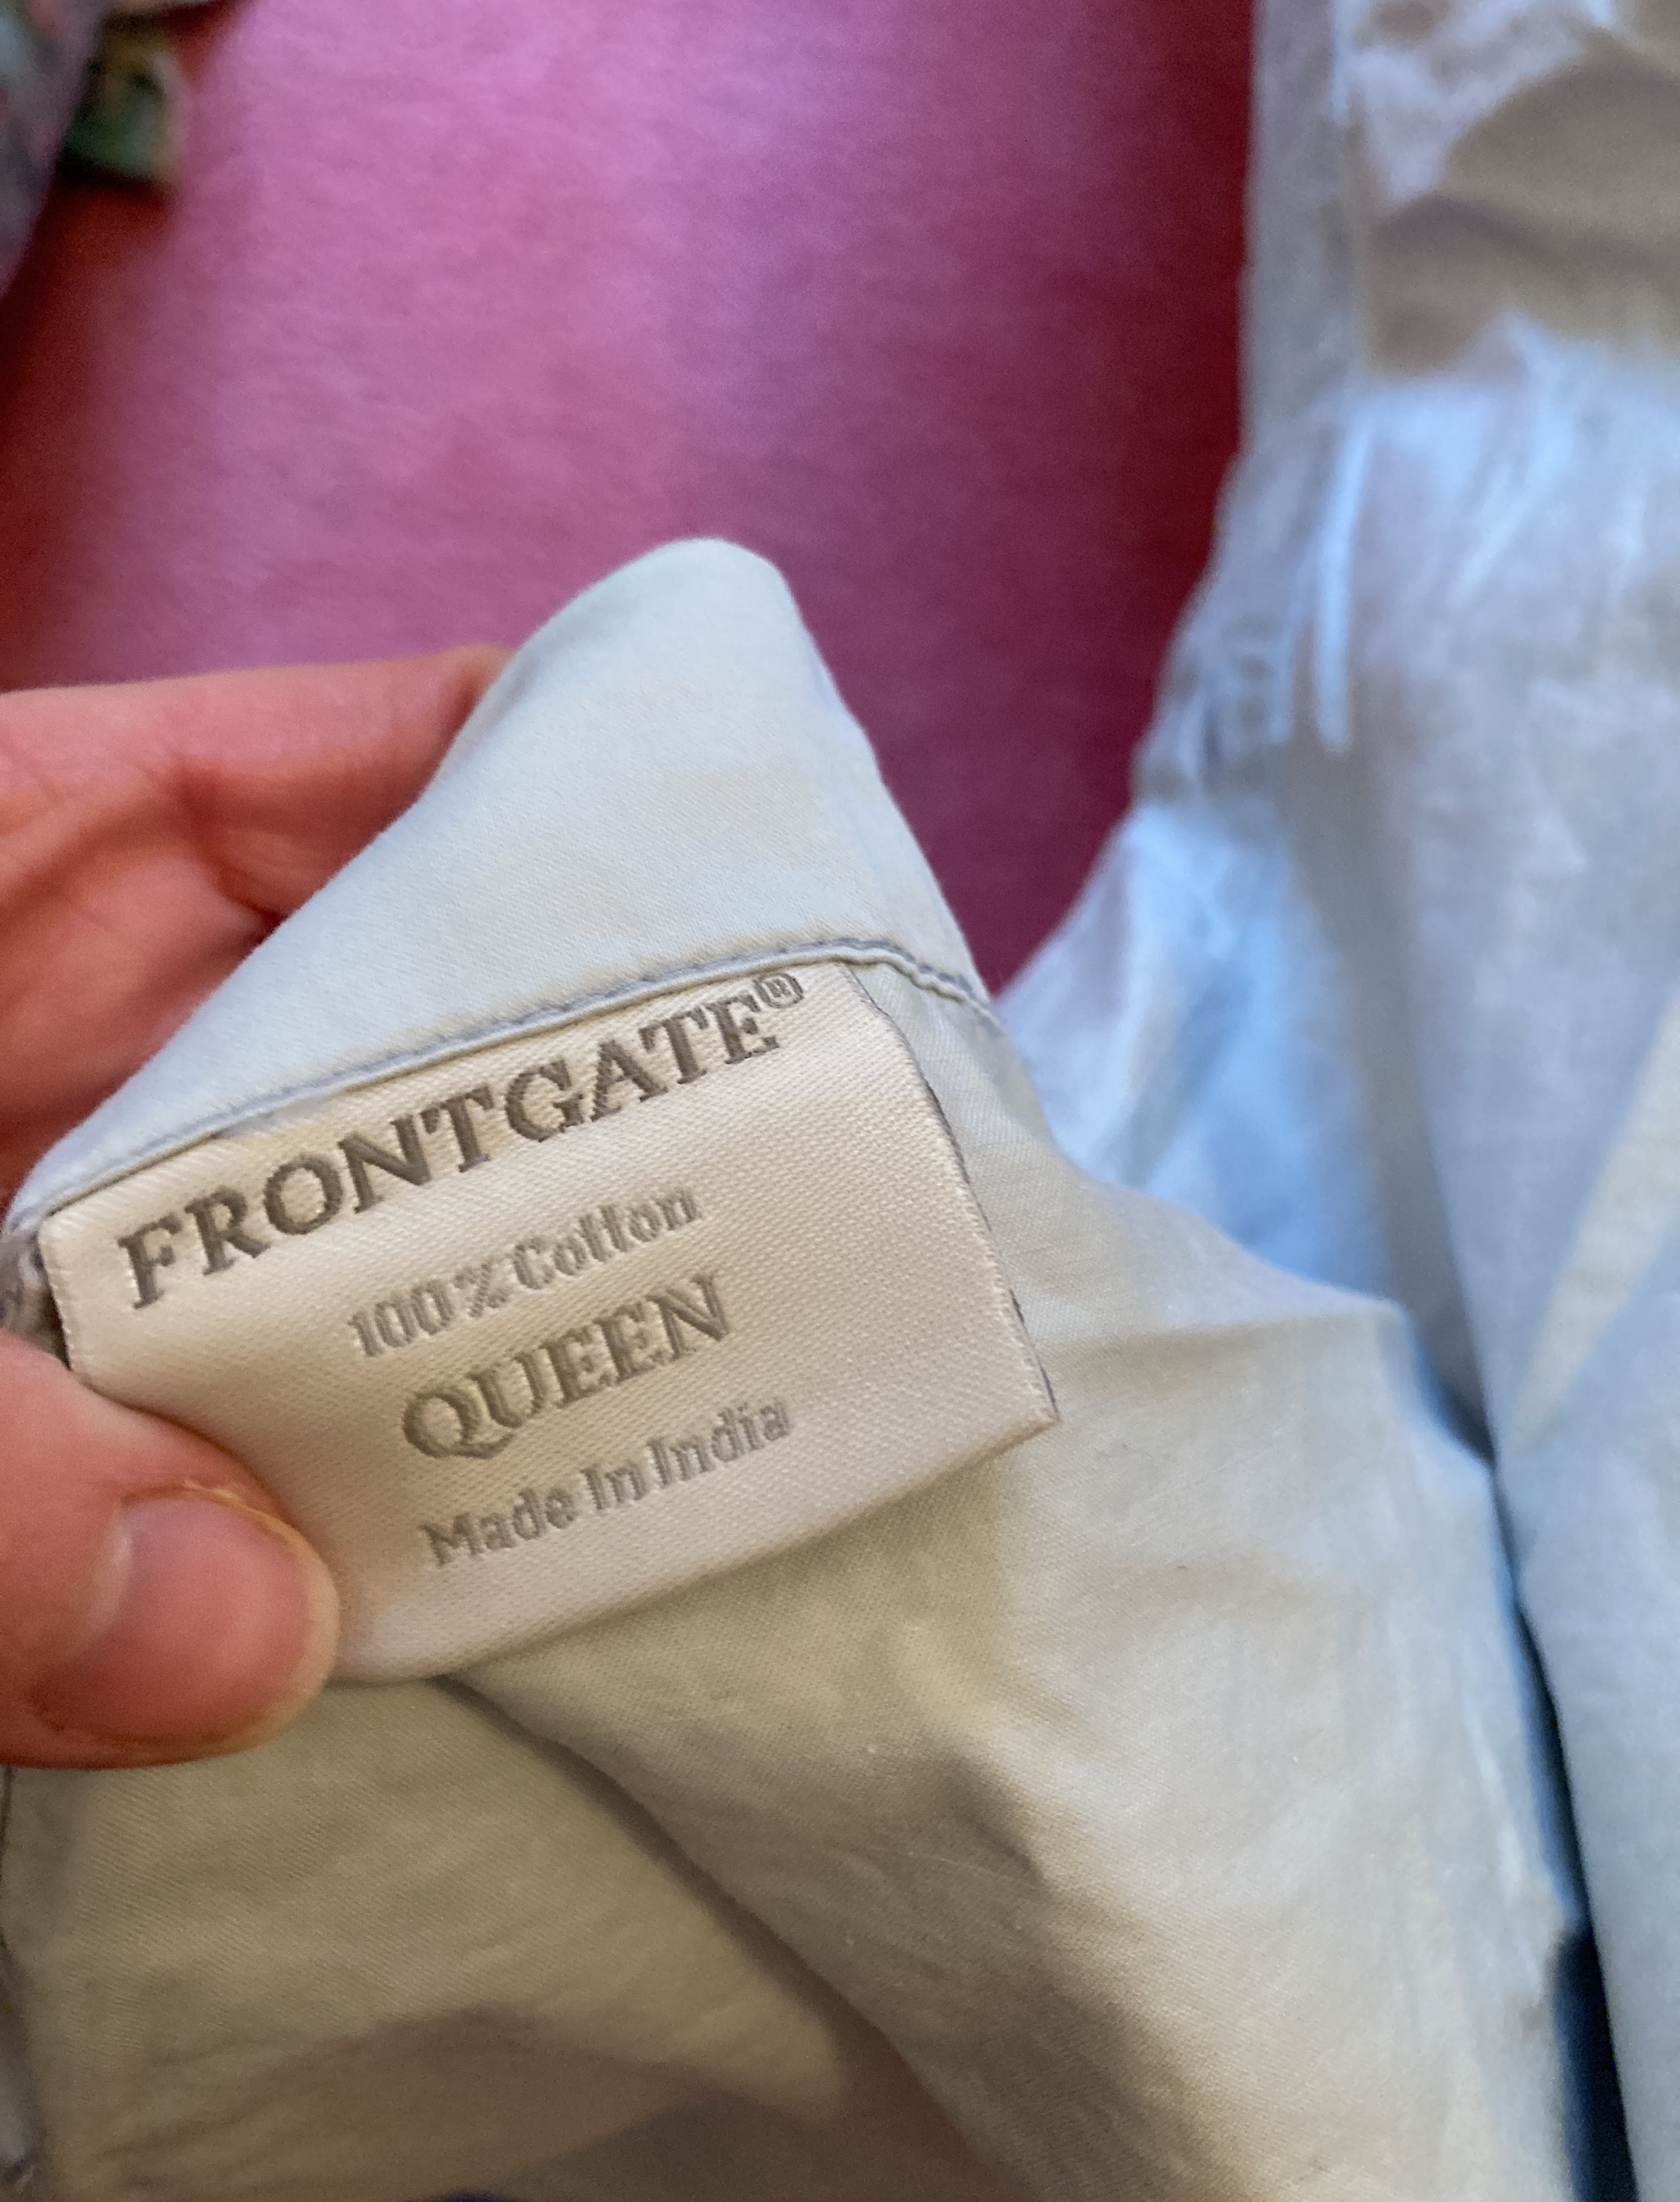 FRONTGATE®
100% Cotton
QUEEN
Made In India